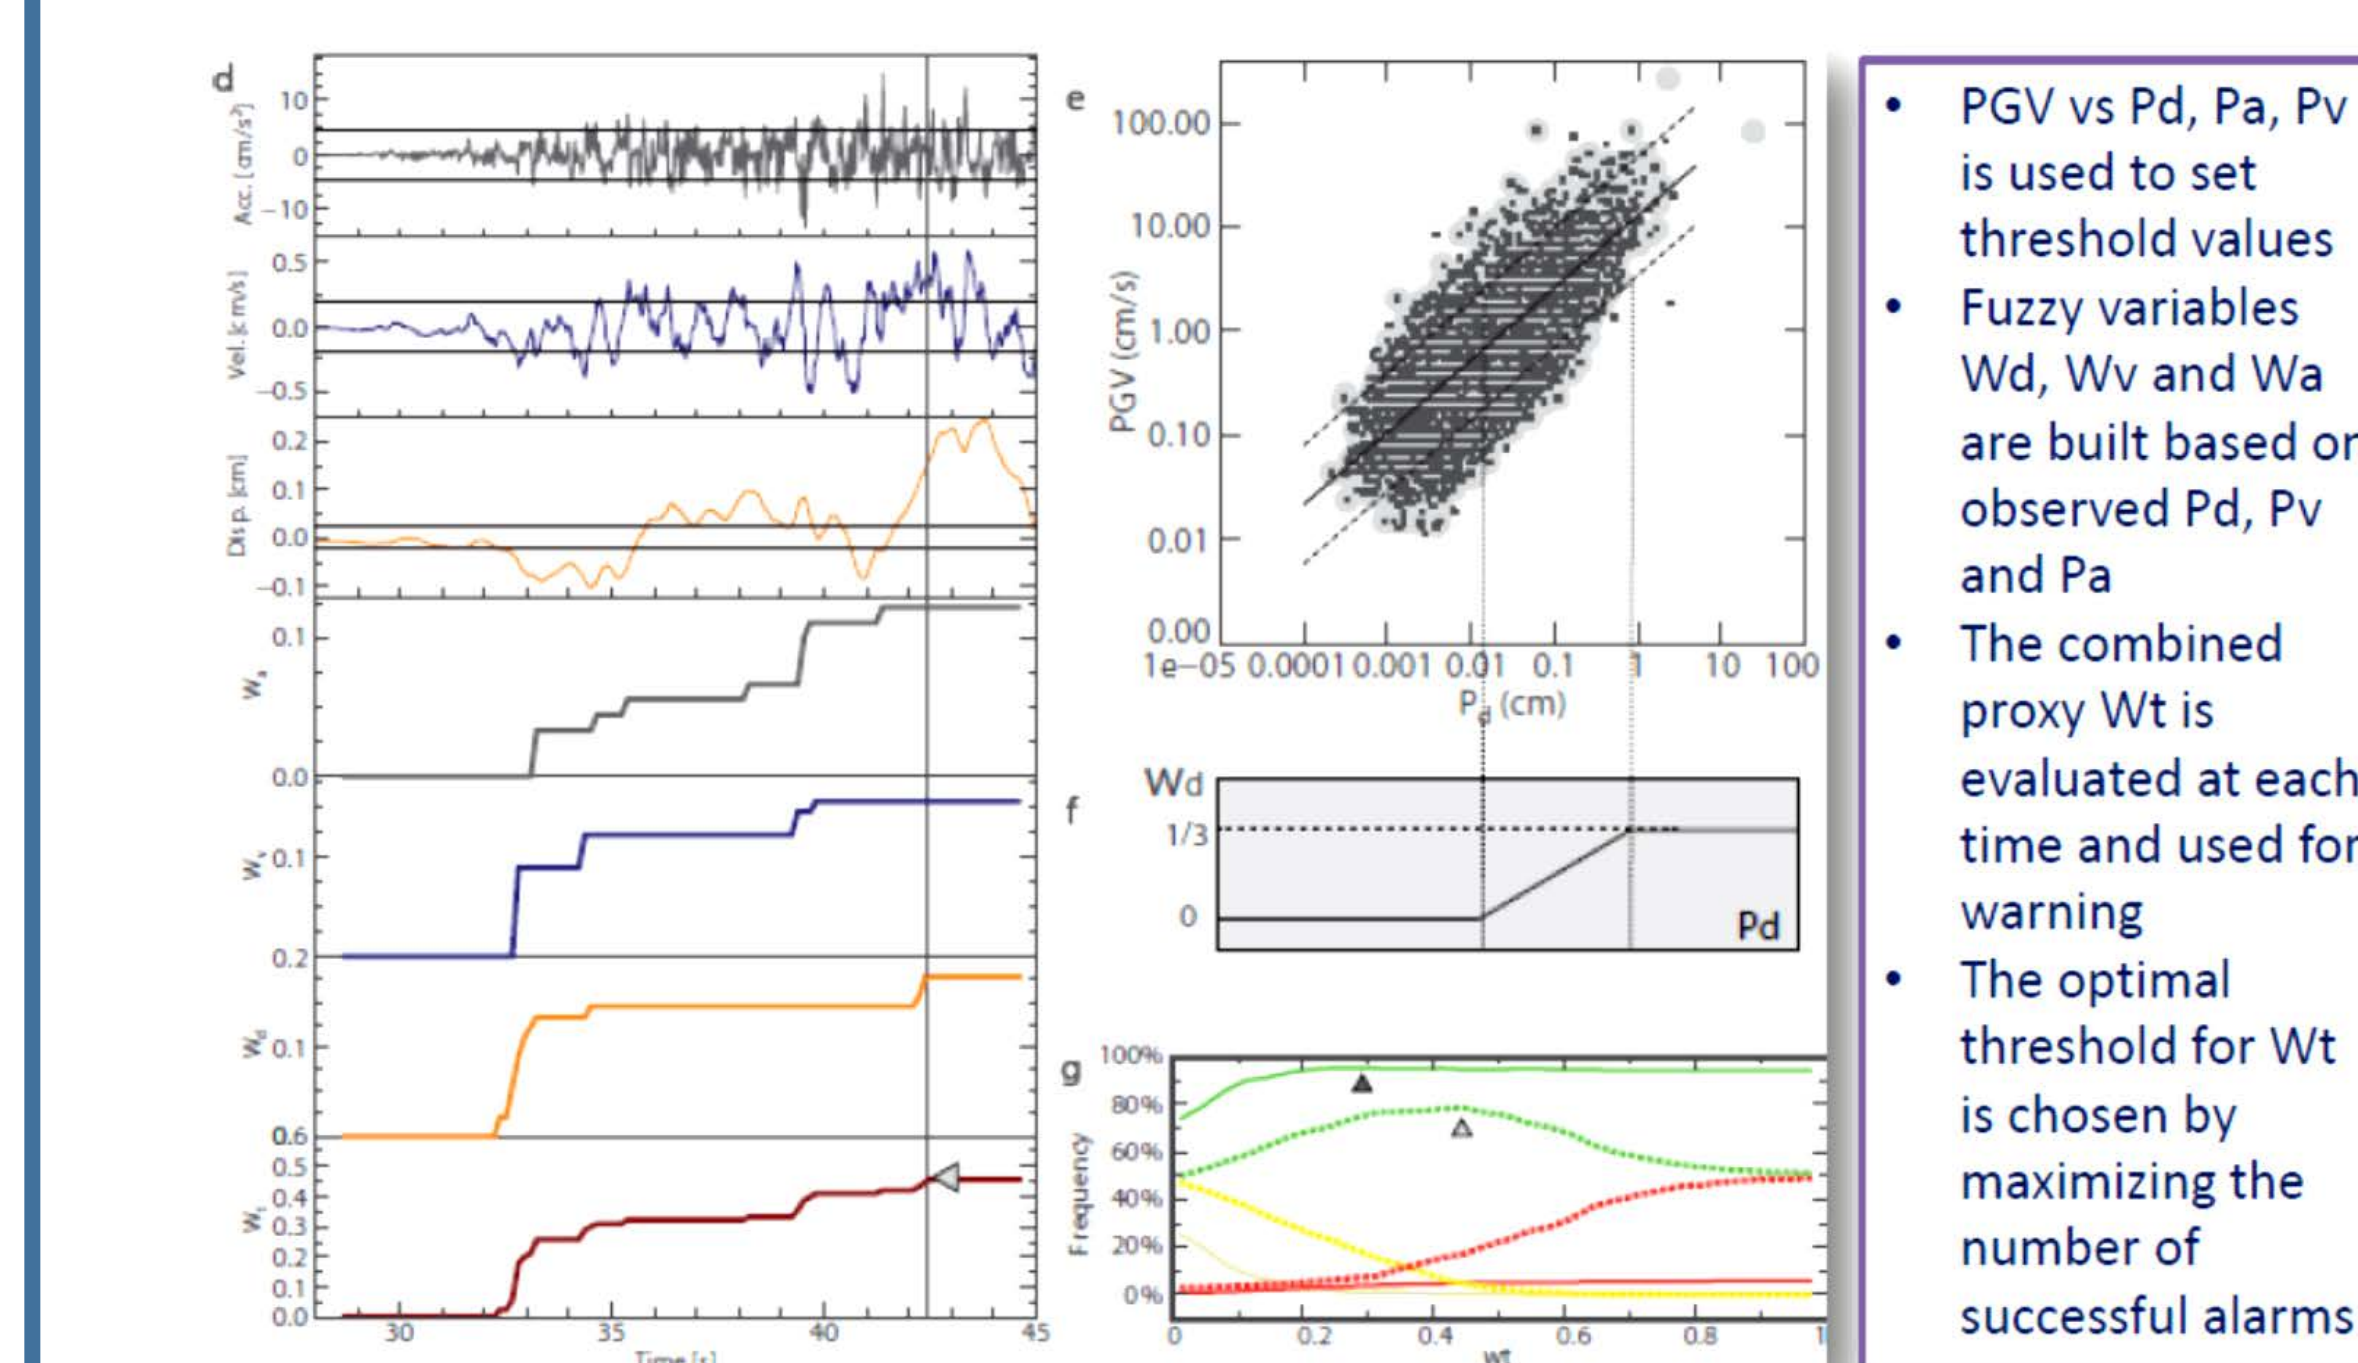 d
10
0
−10
Acc. [cm/s²]
0.5
0.0
−0.5
0.2
0.1
0.0
−0.1
0.1
0.0
Wa
0.1
0.2
Wv
0.1
0.6
Wd
0.5
0.4
0.3
0.2
0.1
0.0
30 35 40 45
Time [s]
e
100.00
10.00
1.00
0.10
0.01
0.00
PGV (cm/s)
1e−05 0.0001 0.001 0.01 0.1 1 10 100
Pd (cm)
f
Wd
1/3
0
Pd
g
100%
80%
60%
40%
20%
0%
Frequency
0 0.2 0.4 0.6 0.8 1
wt
• PGV vs Pd, Pa, Pv
is used to set
threshold values
• Fuzzy variables
Wd, Wv and Wa
are built based on
observed Pd, Pv
and Pa
• The combined
proxy Wt is
evaluated at each
time and used for
warning
• The optimal
threshold for Wt
is chosen by
maximizing the
number of
successful alarms